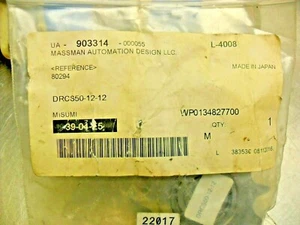 UA - 903314 - 000055 L-4008
MASSMAN AUTOMATION DESIGN LLC.
<REFERENCE> MADE IN JAPAN
80294
DRCS50-12-12
MiSUMi WP0134827700
QTY
M 1
L
22017